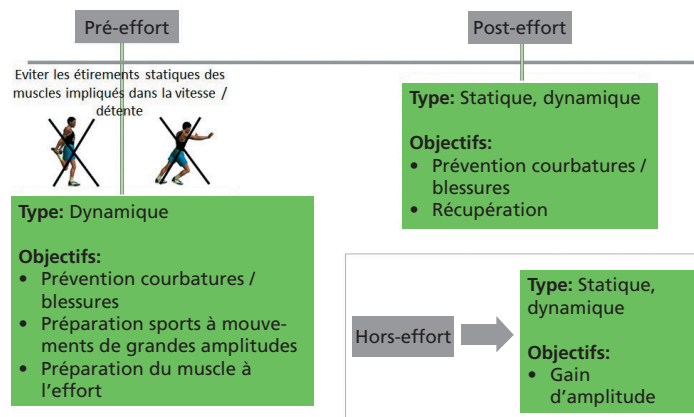 Pré-effort
Eviter les étirements statiques des
muscles impliqués dans la vitesse /
détente
Type: Dynamique
Objectifs:
• Prévention courbatures /
blessures
• Préparation sports à mouve-
ments de grandes amplitudes
• Préparation du muscle à
l’effort
Post-effort
Type: Statique, dynamique
Objectifs:
• Prévention courbatures /
blessures
• Récupération
Hors-effort
Type: Statique,
dynamique
Objectifs:
• Gain
d’amplitude